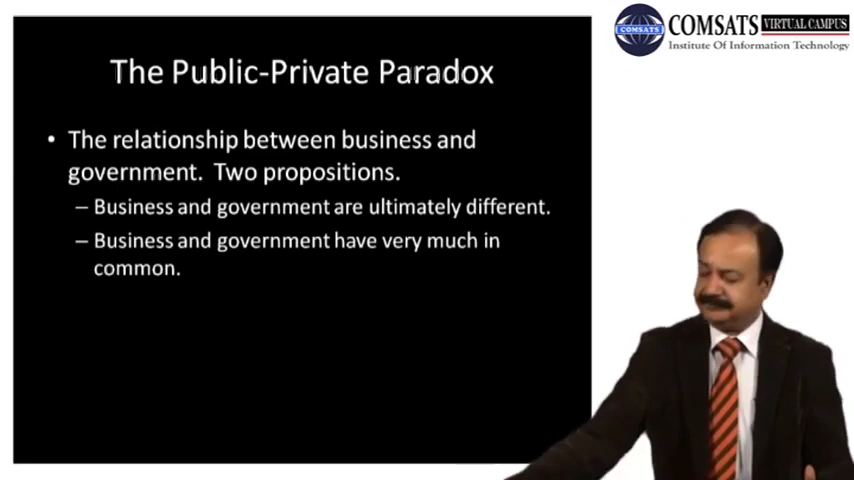 The Public-Private Paradox
• The relationship between business and
government. Two propositions.
– Business and government are ultimately different.
– Business and government have very much in
common.
COMSATS
COMSATS VIRTUAL CAMPUS
Institute Of Information Technology